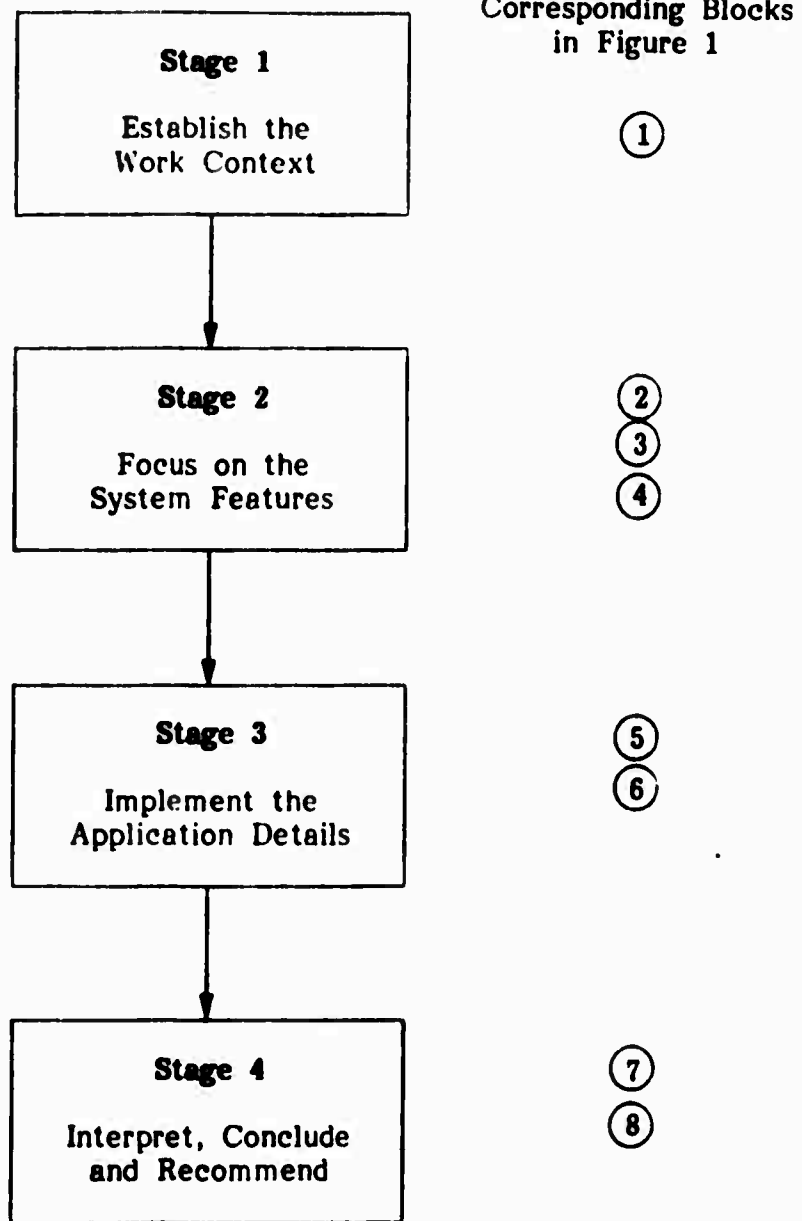 Corresponding Blocks
in Figure 1
Stage 1
Establish the
Work Context
1
Stage 2
Focus on the
System Features
2
3
4
Stage 3
Implement the
Application Details
5
6
Stage 4
Interpret, Conclude
and Recommend
7
8